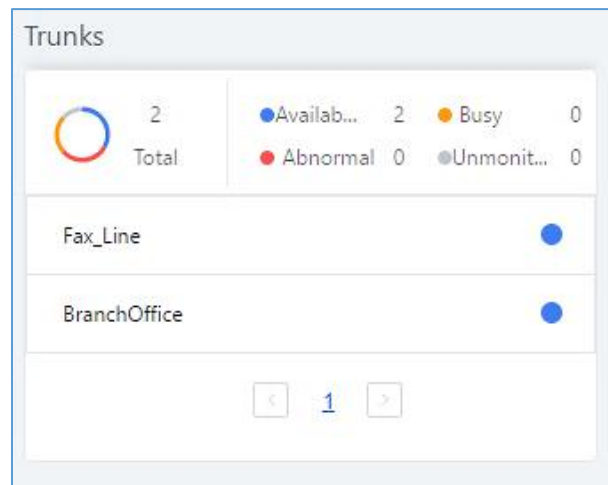 Trunks
2
Total
Availab... 2
Busy 0
Abnormal 0
Unmonit... 0
Fax_Line
BranchOffice
< 1 >